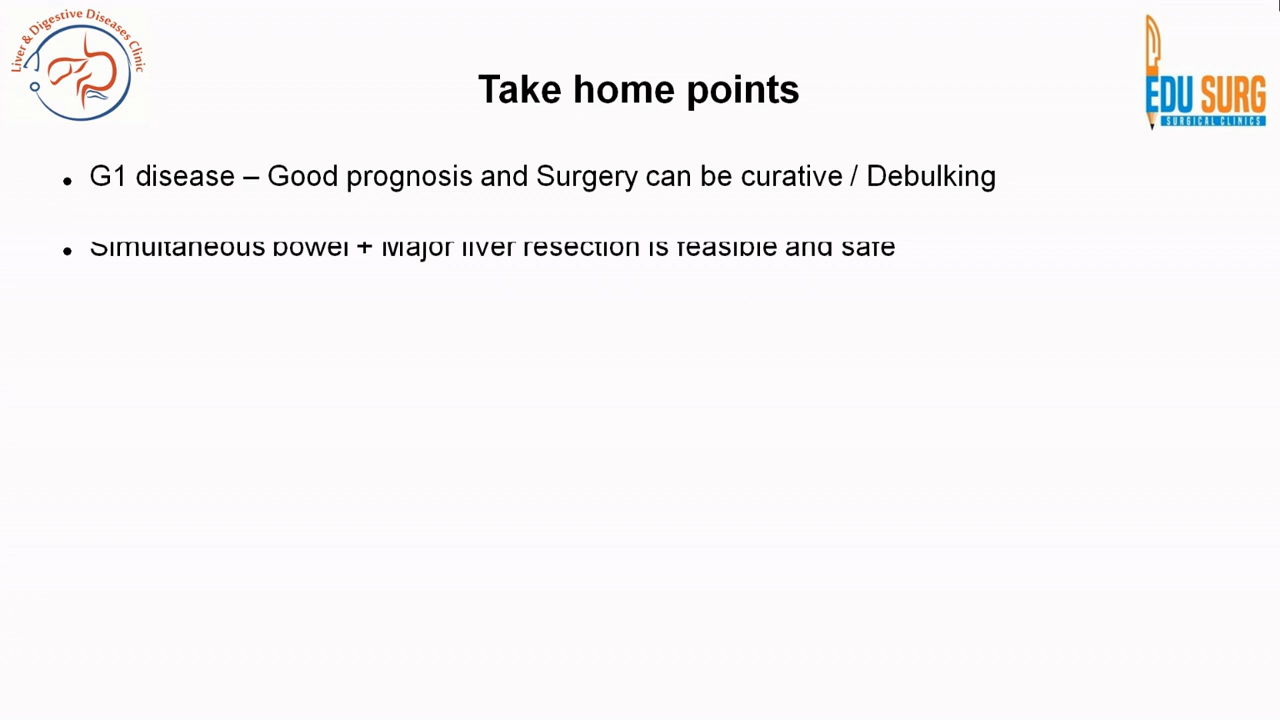 Liver & Digestive Diseases Clinic
EDU SURG
SURGICAL CLINICS
Take home points
• G1 disease – Good prognosis and Surgery can be curative / Debulking
• Simultaneous bowel + Major liver resection is feasible and safe